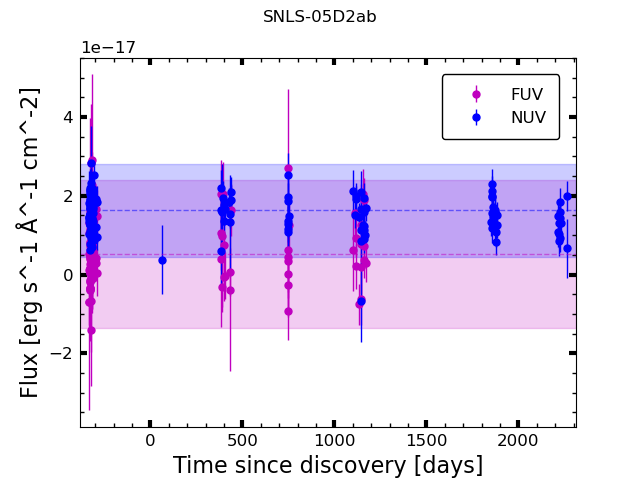 SNLS-05D2ab
1e−17
FUV
NUV
4
2
0
−2
0 500 1000 1500 2000
Flux [erg s^-1 Å^-1 cm^-2]
Time since discovery [days]